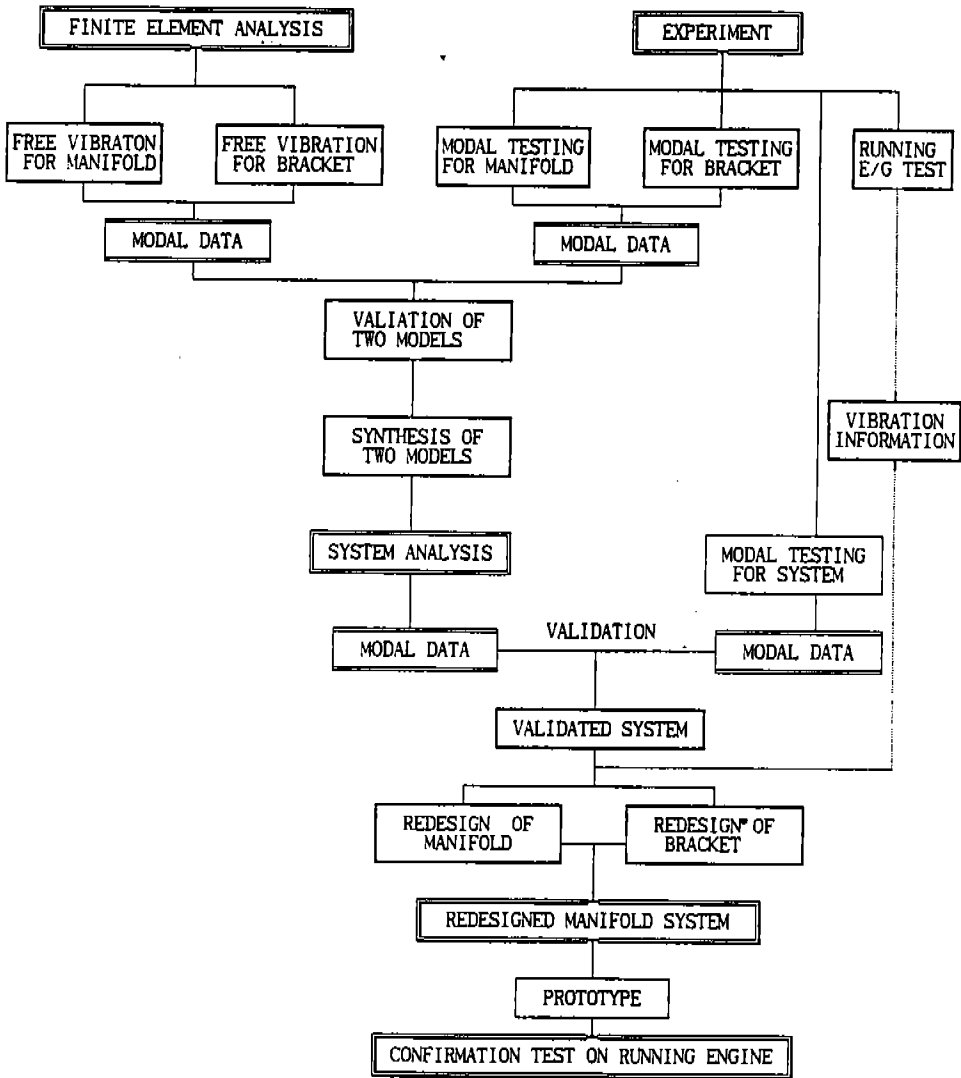 FINITE ELEMENT ANALYSIS
EXPERIMENT
FREE VIBRATON
FOR MANIFOLD
FREE VIBRATION
FOR BRACKET
MODAL TESTING
FOR MANIFOLD
MODAL TESTING
FOR BRACKET
RUNNING
E/G TEST
MODAL DATA
MODAL DATA
VALIATION OF
TWO MODELS
SYNTHESIS OF
TWO MODELS
VIBRATION
INFORMATION
SYSTEM ANALYSIS
MODAL TESTING
FOR SYSTEM
MODAL DATA
VALIDATION
MODAL DATA
VALIDATED SYSTEM
REDESIGN OF
MANIFOLD
REDESIGN OF
BRACKET
REDESIGNED MANIFOLD SYSTEM
PROTOTYPE
CONFIRMATION TEST ON RUNNING ENGINE